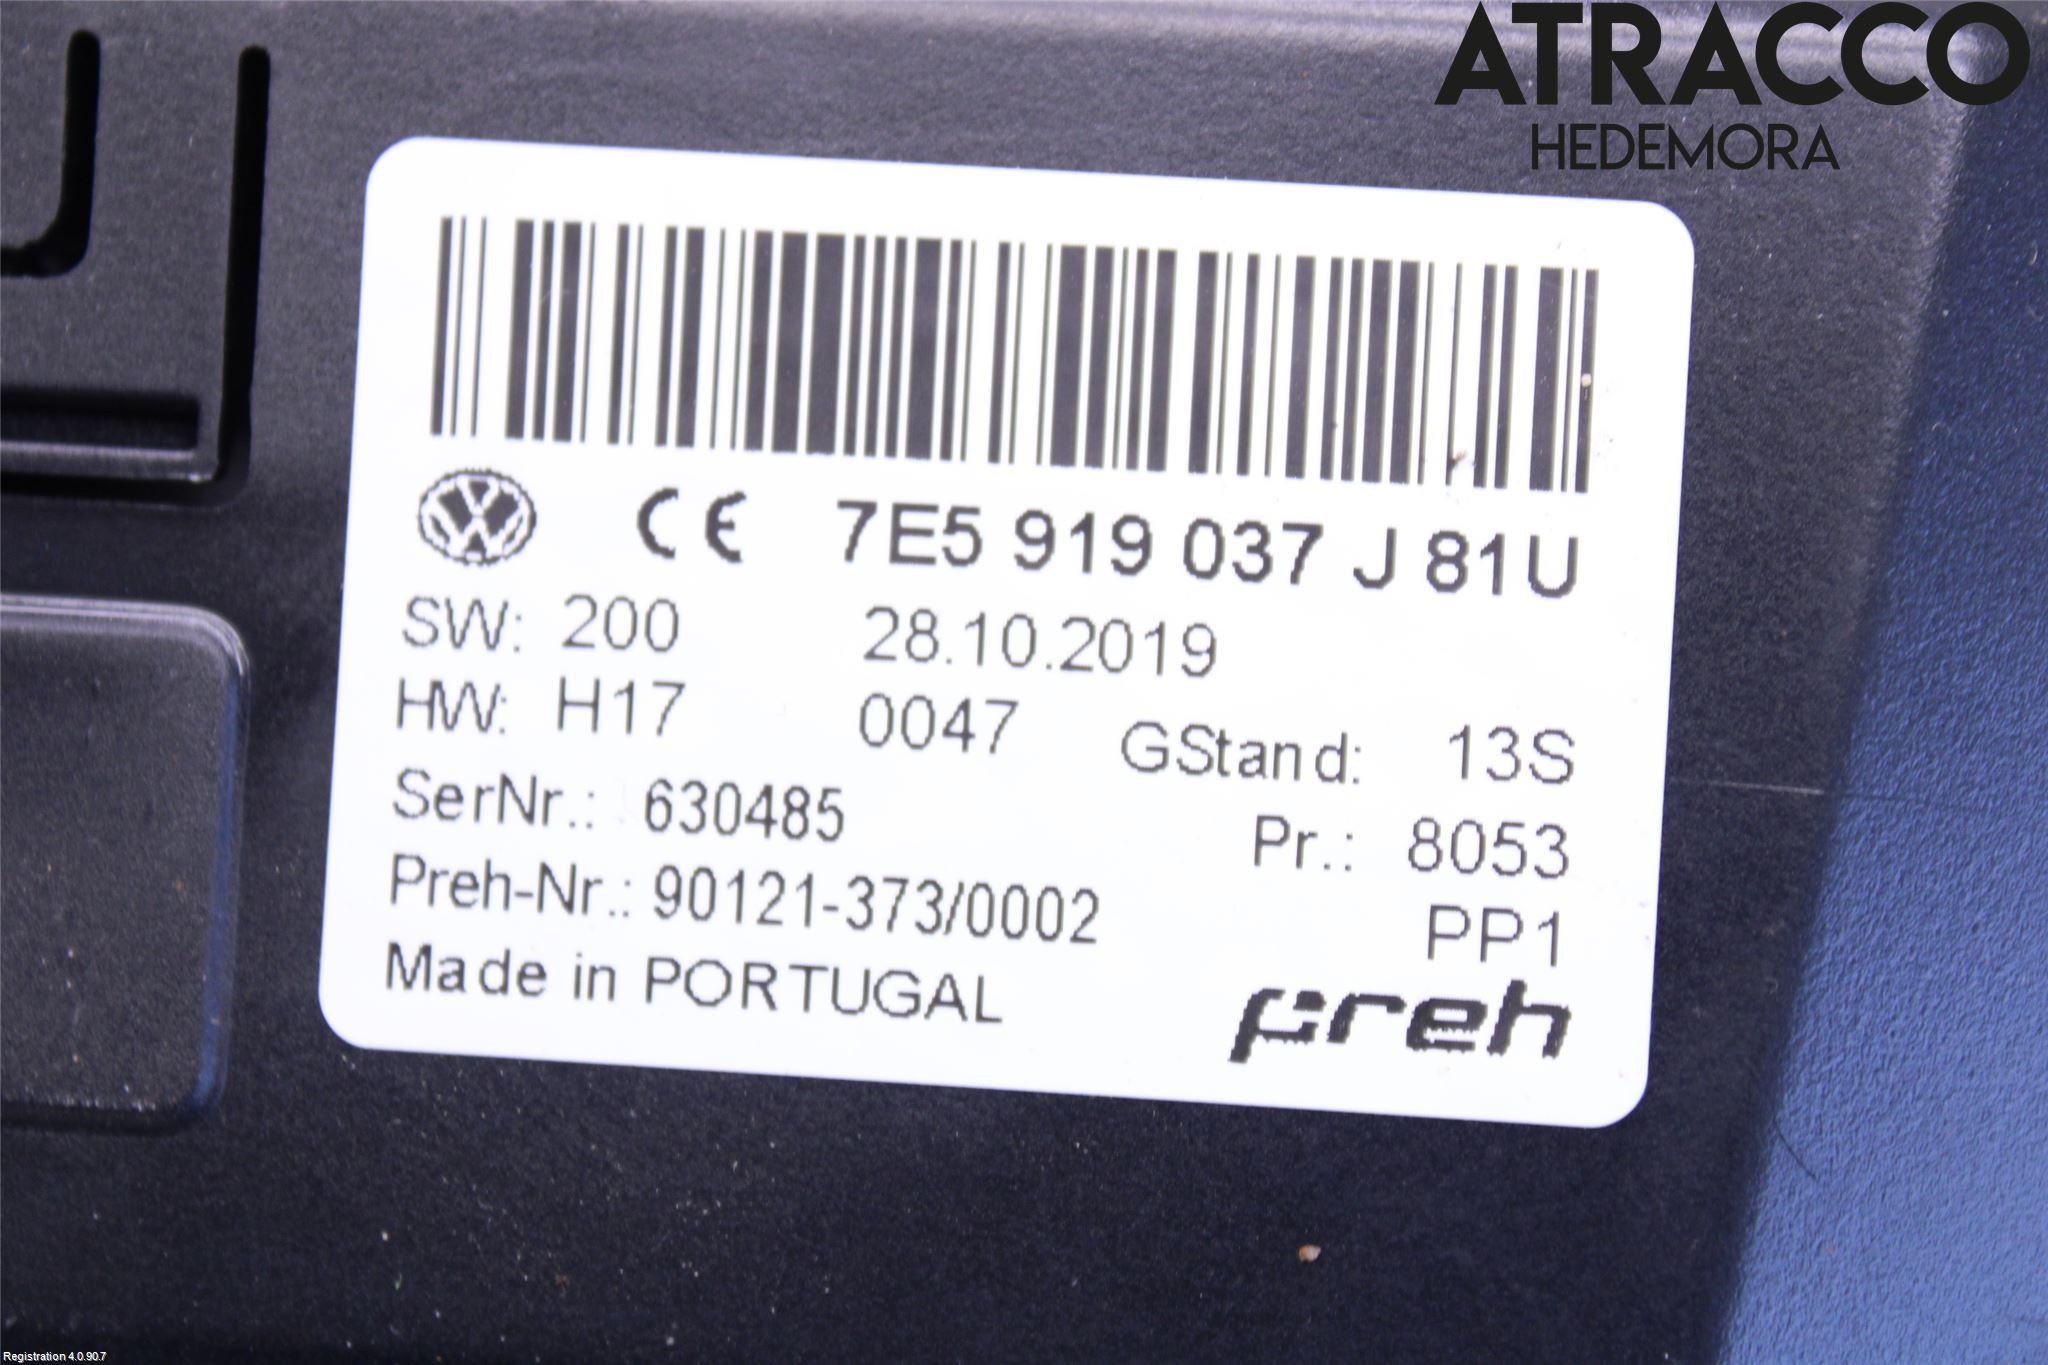 ATRACCO
HEDEMORA
CE 7E5 919 037 J 81U
SW: 200 28.10.2019
HW: H17 0047 GStand: 13S
SerNr.: 630485 Pr.: 8053
Preh-Nr.: 90121-373/0002 PP1
Made in PORTUGAL preh
Registration 4.0.90.7